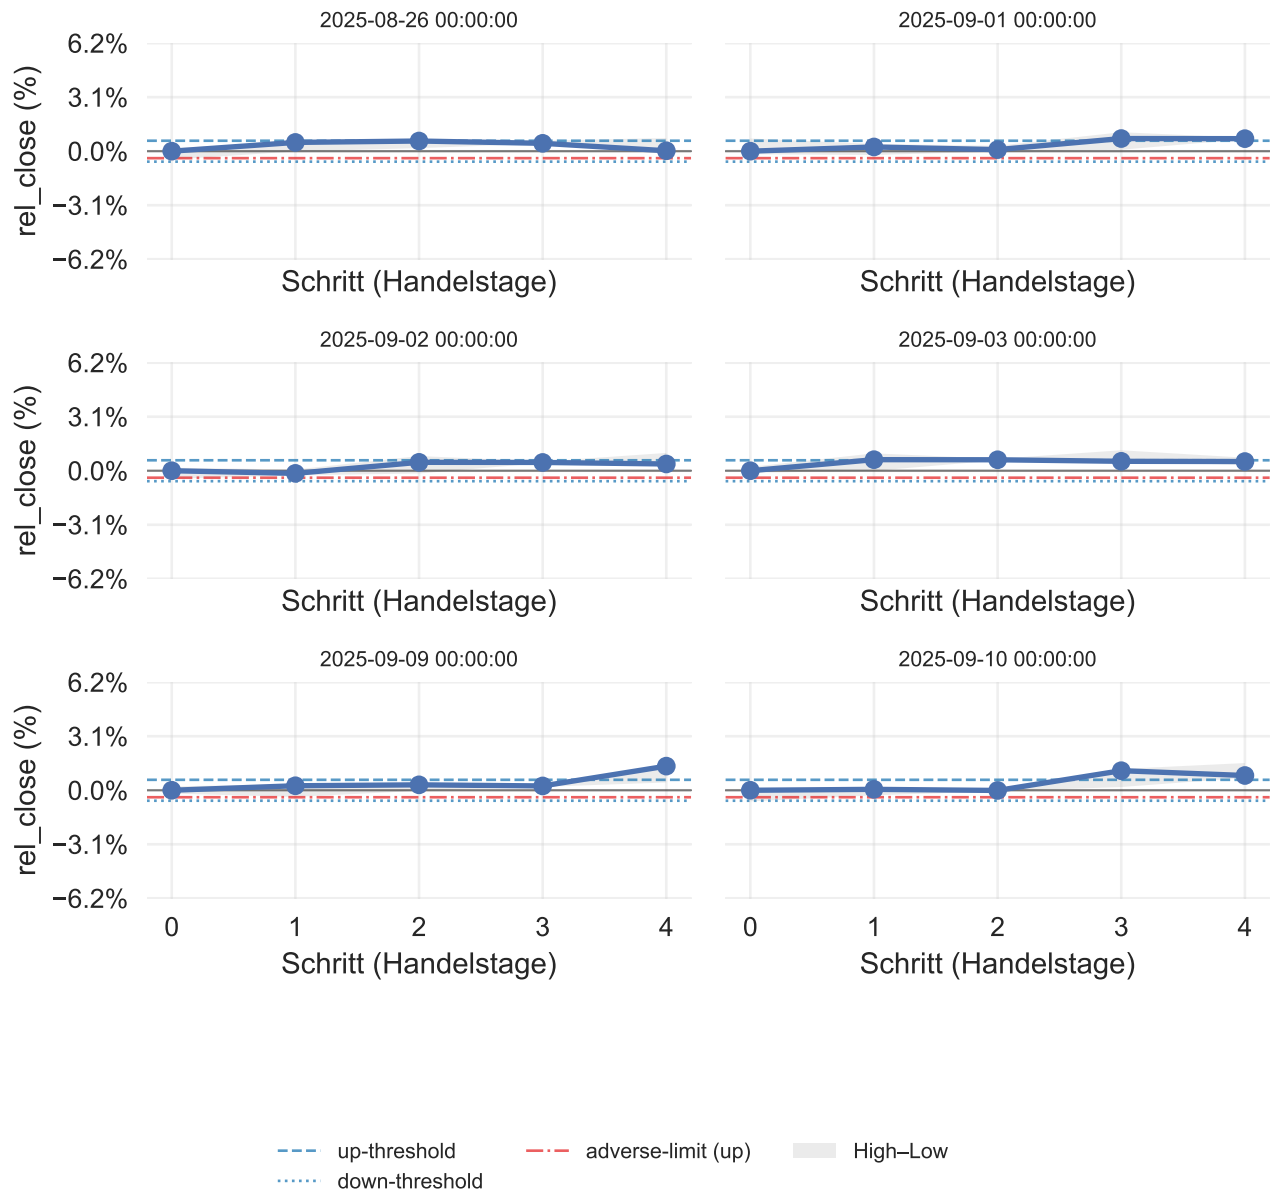 2025-08-26 00:00:00
2025-09-01 00:00:00
6.2%
3.1%
0.0%
−3.1%
−6.2%
rel_close (%)
Schritt (Handelstage)
Schritt (Handelstage)
2025-09-02 00:00:00
2025-09-03 00:00:00
6.2%
3.1%
0.0%
−3.1%
−6.2%
rel_close (%)
Schritt (Handelstage)
Schritt (Handelstage)
2025-09-09 00:00:00
2025-09-10 00:00:00
6.2%
3.1%
0.0%
−3.1%
−6.2%
rel_close (%)
0 1 2 3 4
0 1 2 3 4
Schritt (Handelstage)
Schritt (Handelstage)
up-threshold
adverse-limit (up)
High–Low
down-threshold